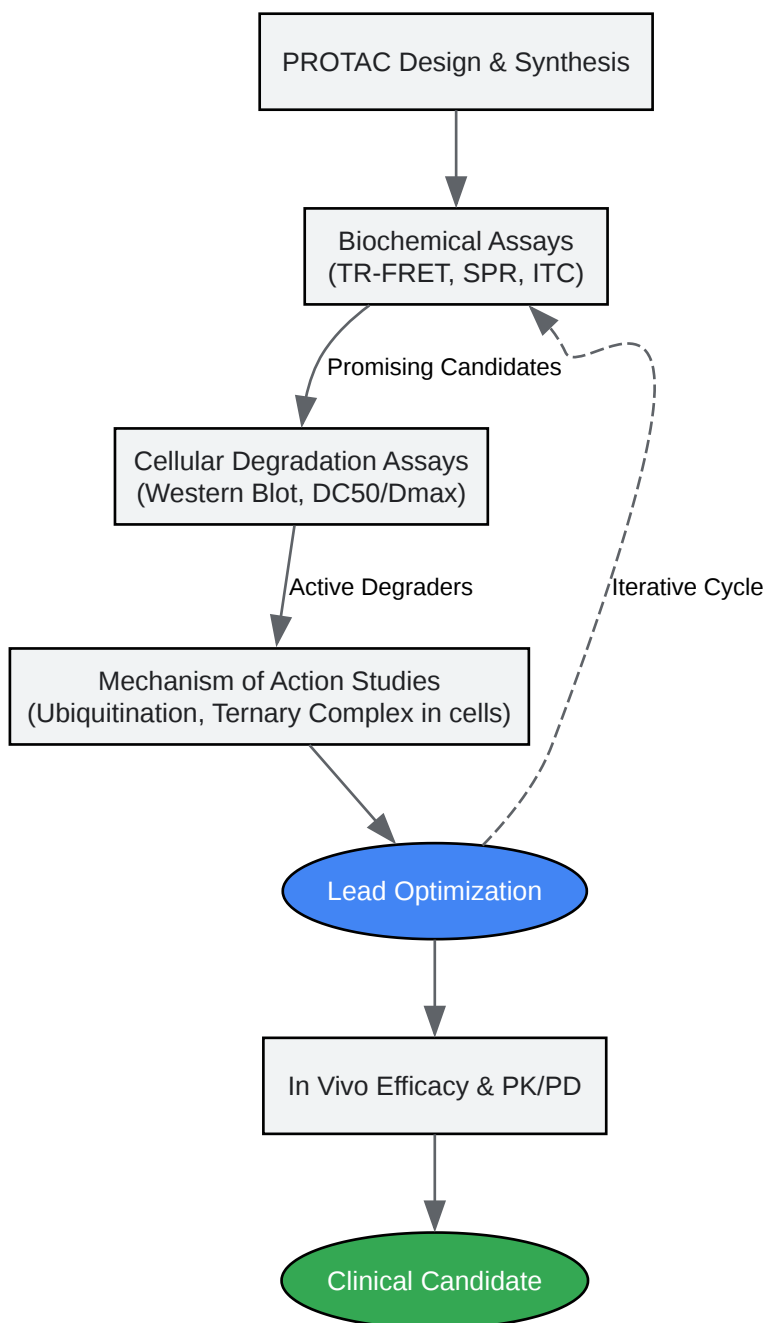 PROTAC Design & Synthesis
Biochemical Assays
(TR-FRET, SPR, ITC)
Promising Candidates
Cellular Degradation Assays
(Western Blot, DC50/Dmax)
Active Degraders
Iterative Cycle
Mechanism of Action Studies
(Ubiquitination, Ternary Complex in cells)
Lead Optimization
In Vivo Efficacy & PK/PD
Clinical Candidate